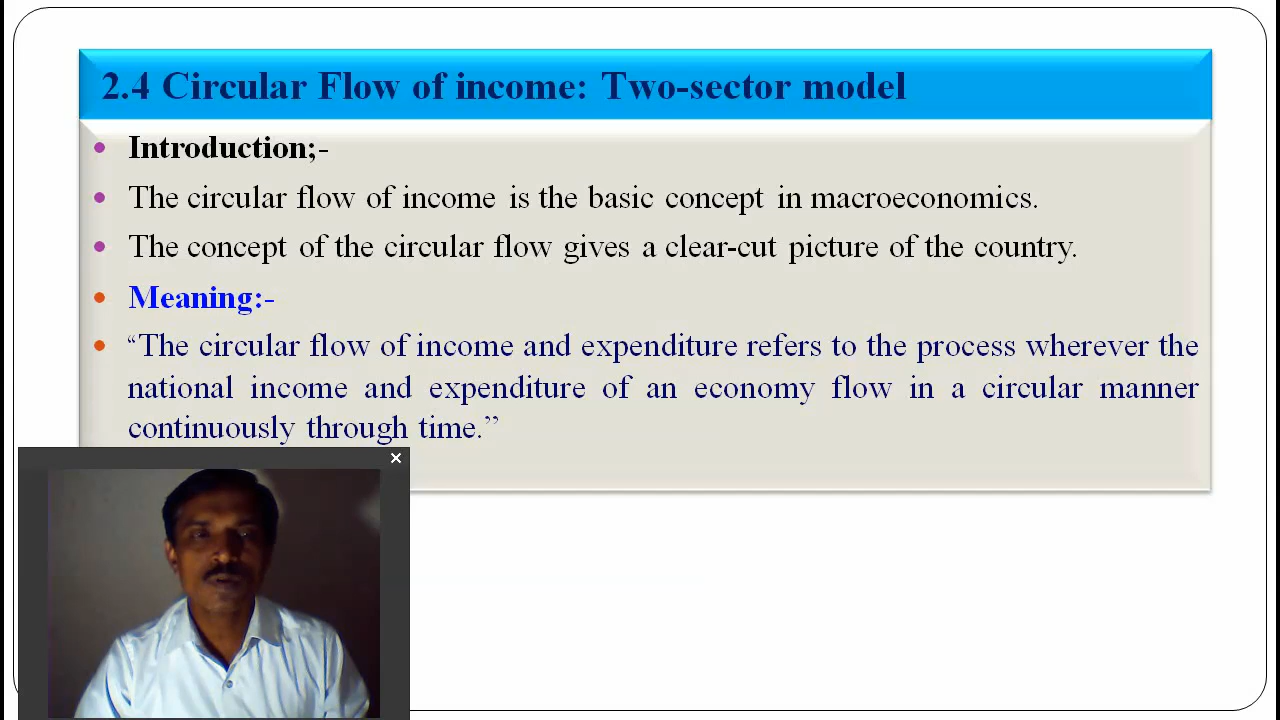 2.4 Circular Flow of income: Two-sector model
Introduction;-
The circular flow of income is the basic concept in macroeconomics.
The concept of the circular flow gives a clear-cut picture of the country.
Meaning:-
“The circular flow of income and expenditure refers to the process wherever the
national income and expenditure of an economy flow in a circular manner
continuously through time.”